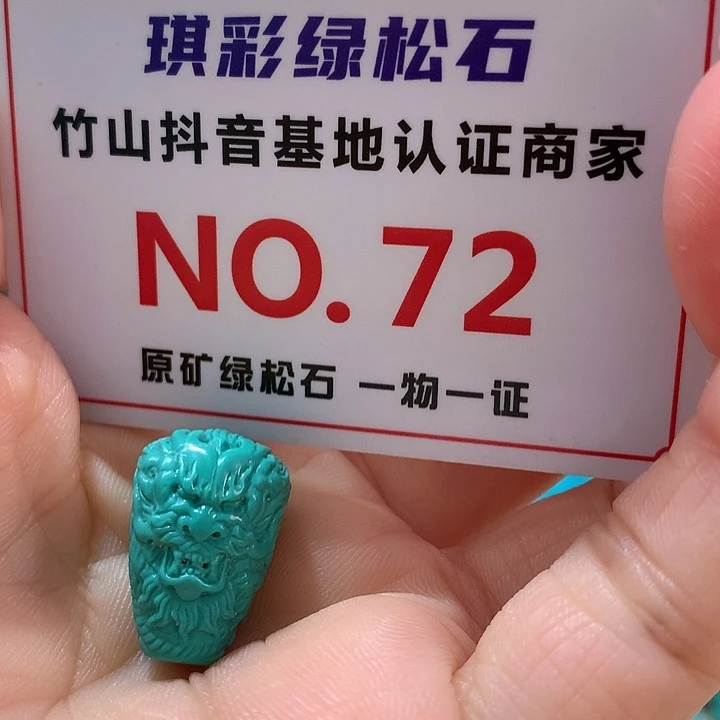 琪彩绿松石
竹山抖音基地认证商家
NO.72
原矿绿松石 一物一证